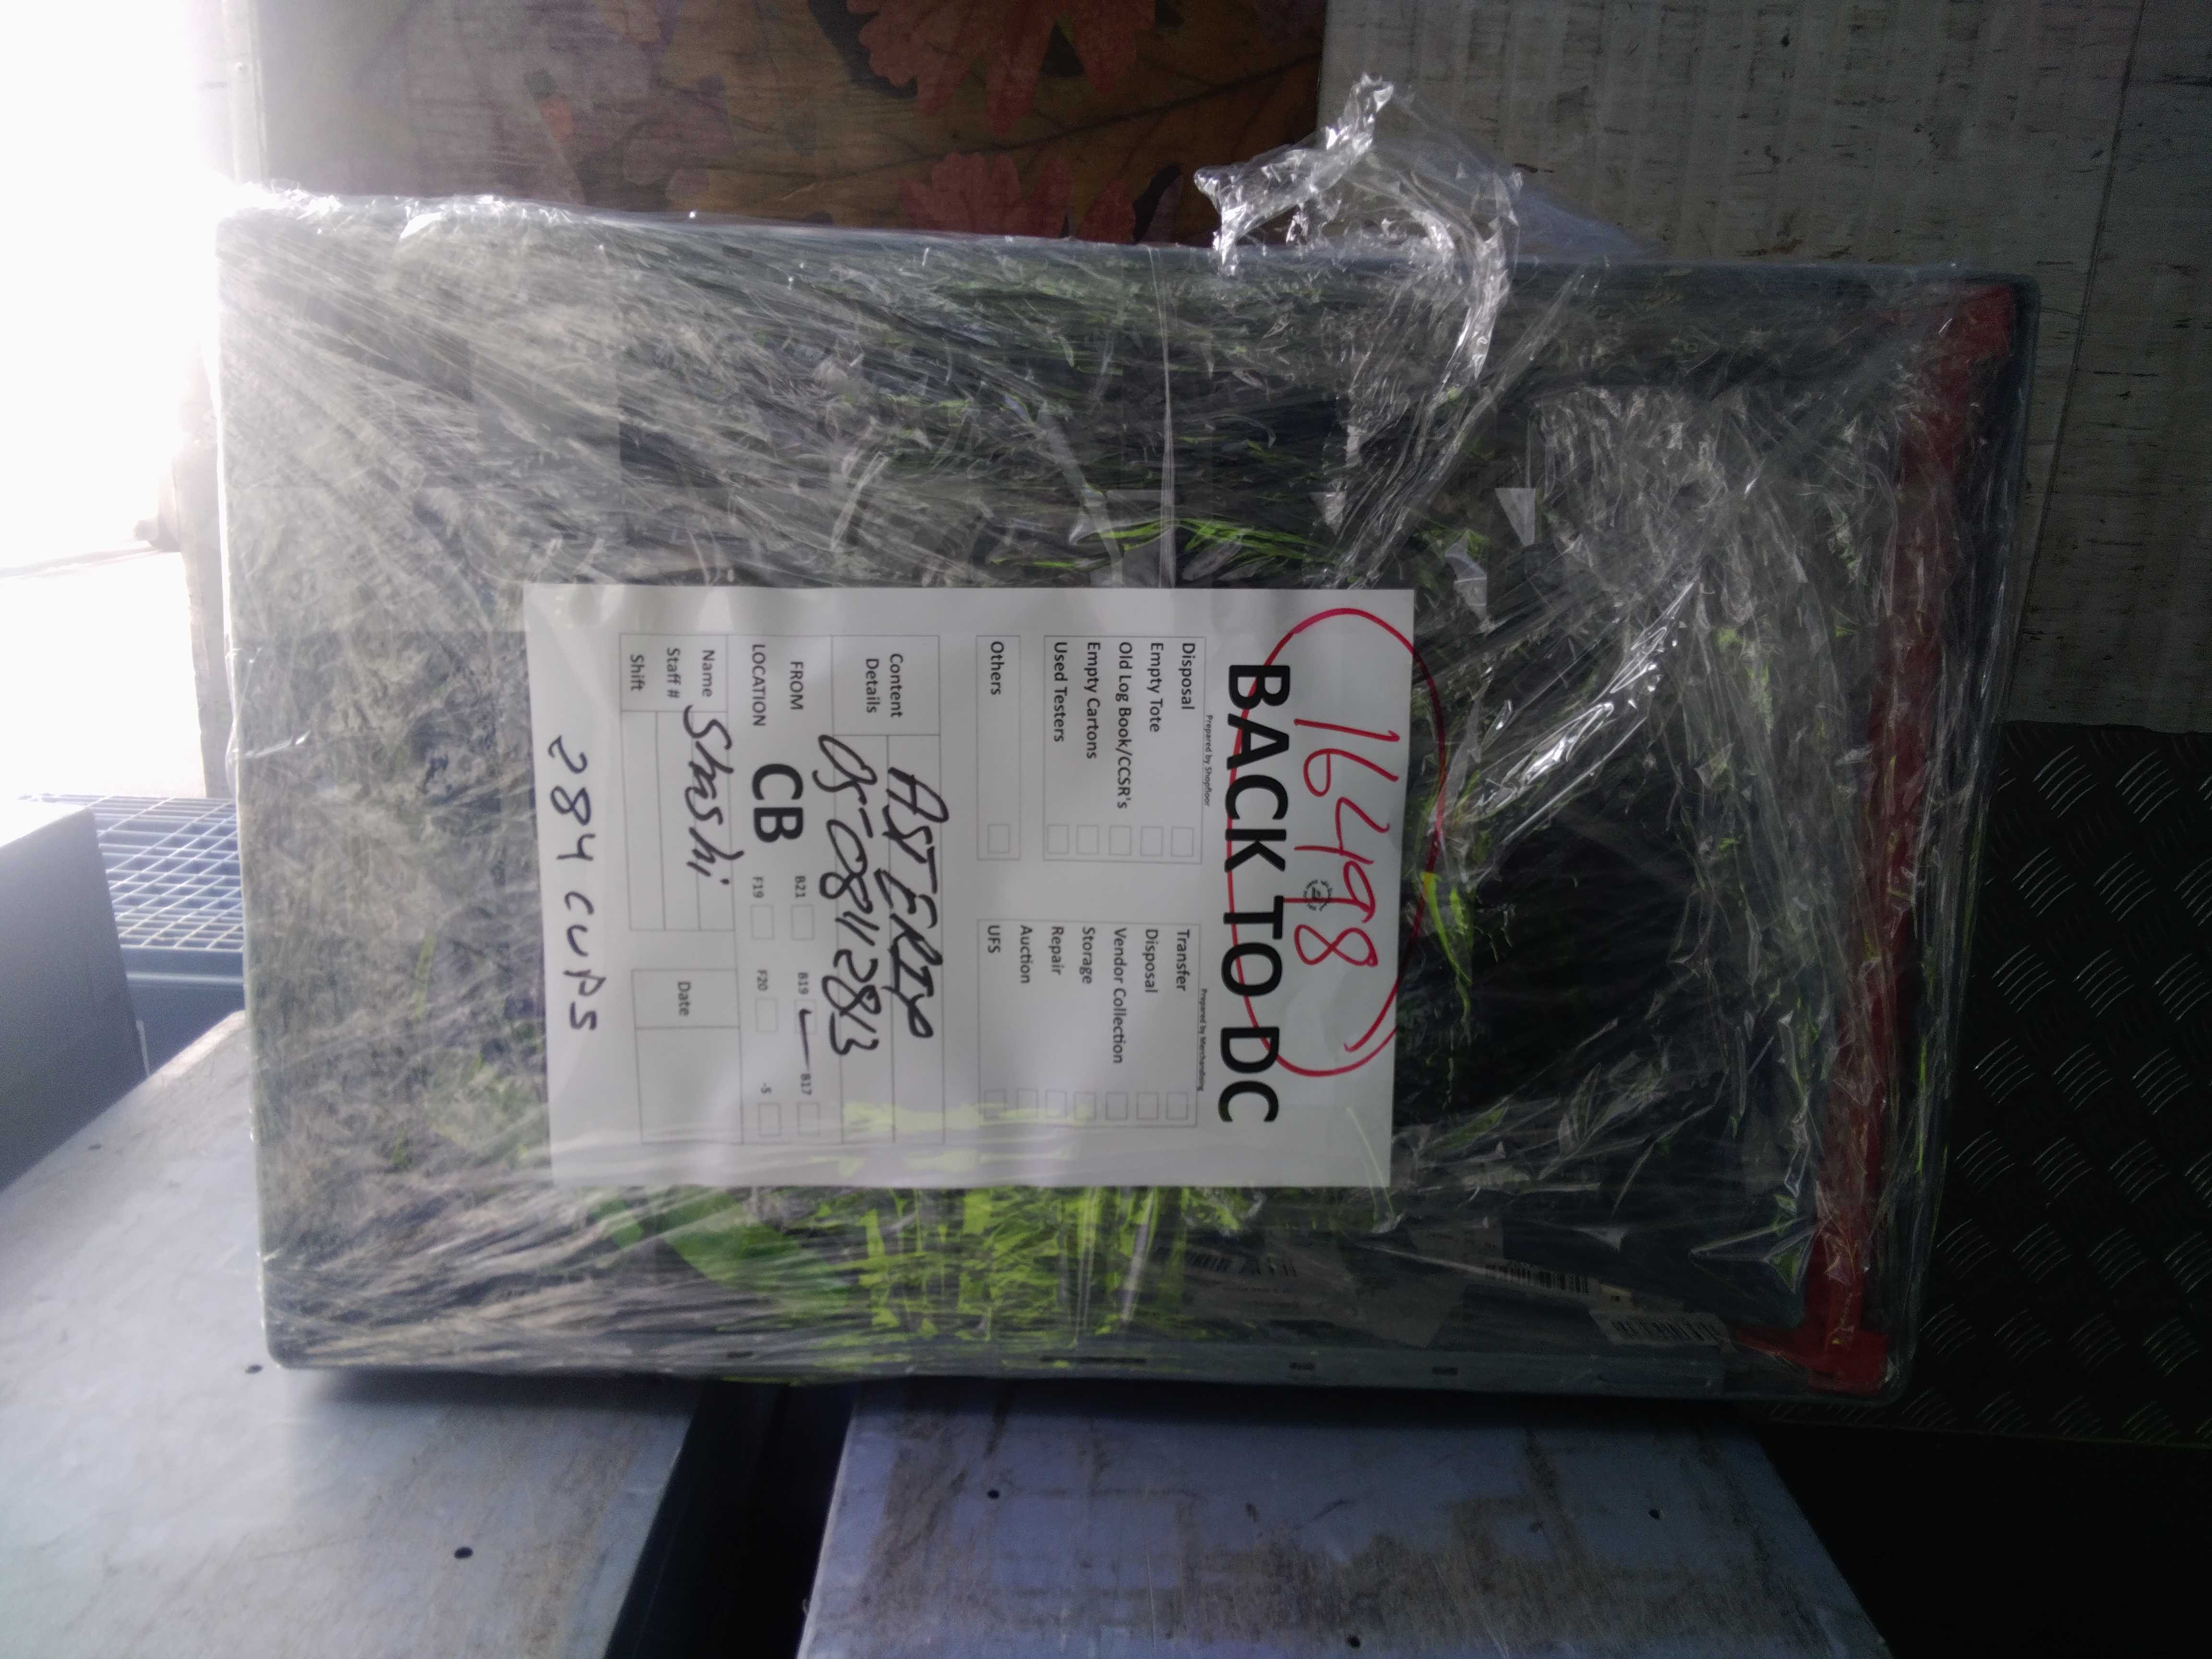 16498
BACK TO DC
Prepared by Shopfloor
Disposal
Empty Tote
Old Log Book/CCSR's
Empty Cartons
Used Testers
Others
Prepared by Merchandising
Transfer
Disposal
Vendor Collection
Storage
Repair
Auction
UFS
Content Details
05-08112813
FROM LOCATION
CB
B21
B19
B17
F19
F20
-5
Name
Shashi
Staff #
Shift
Date
284 CUPS